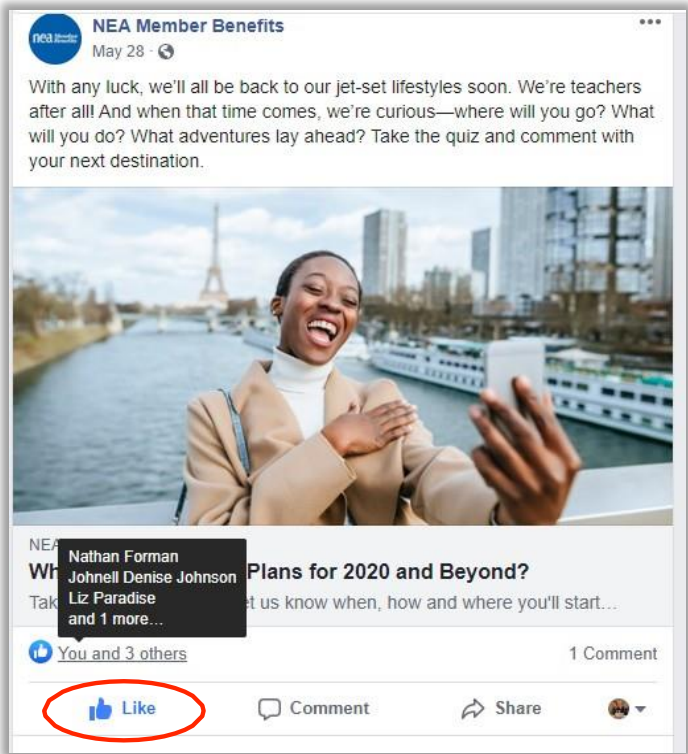 nea Member Benefits
NEA Member Benefits
May 28 ·
With any luck, we'll all be back to our jet-set lifestyles soon. We're teachers
after all! And when that time comes, we're curious—where will you go? What
will you do? What adventures lay ahead? Take the quiz and comment with
your next destination.
NEA
Nathan Forman
Johnell Denise Johnson
Liz Paradise
and 1 more...
Wh Plans for 2020 and Beyond?
Tak et us know when, how and where you'll start...
You and 3 others
1 Comment
Like
Comment
Share